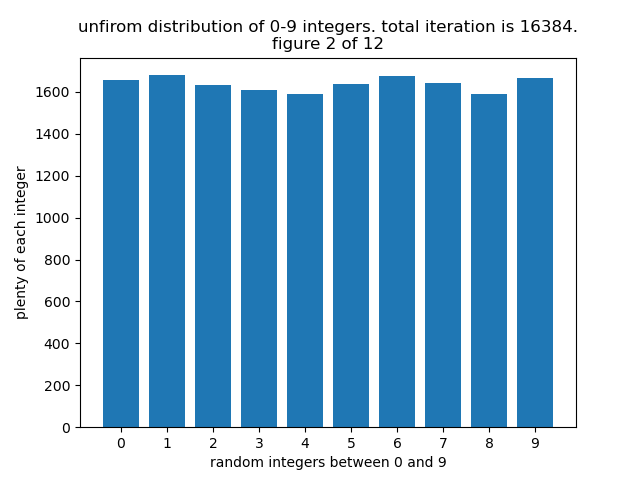 unfirom distribution of 0-9 integers. total iteration is 16384.
figure 2 of 12
1600
1400
1200
1000
800
600
400
200
0
plenty of each integer
0 1 2 3 4 5 6 7 8 9
random integers between 0 and 9